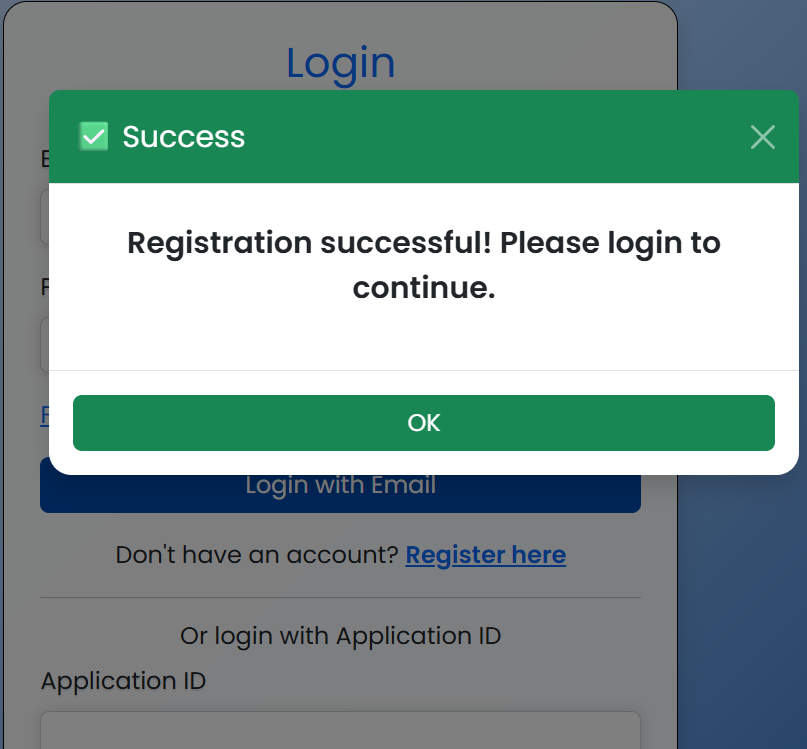 Login
Success
Registration successful! Please login to
continue.
OK
Login with Email
Don't have an account? Register here
Or login with Application ID
Application ID